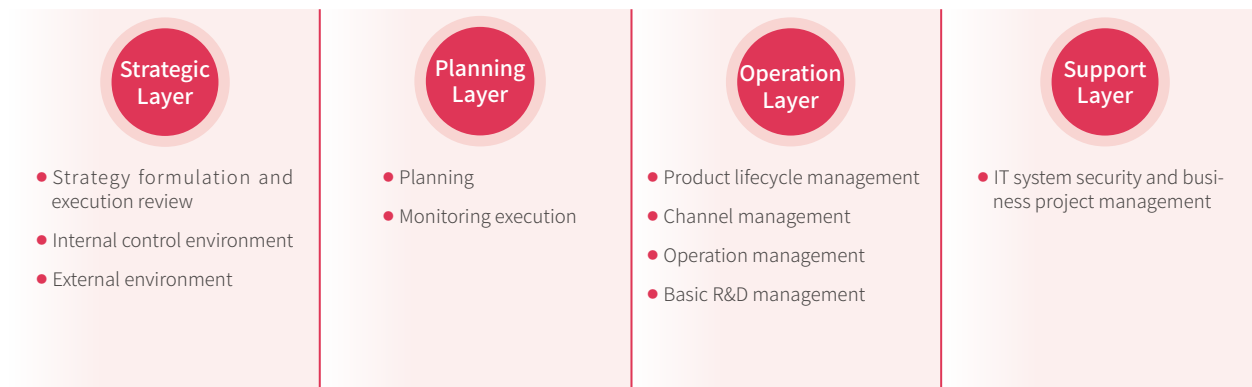 Strategic
Layer
Strategy formulation and
execution review
Internal control environment
External environment
Planning
Layer
Planning
Monitoring execution
Operation
Layer
Product lifecycle management
Channel management
Operation management
Basic R&D management
Support
Layer
IT system security and busi-
ness project management